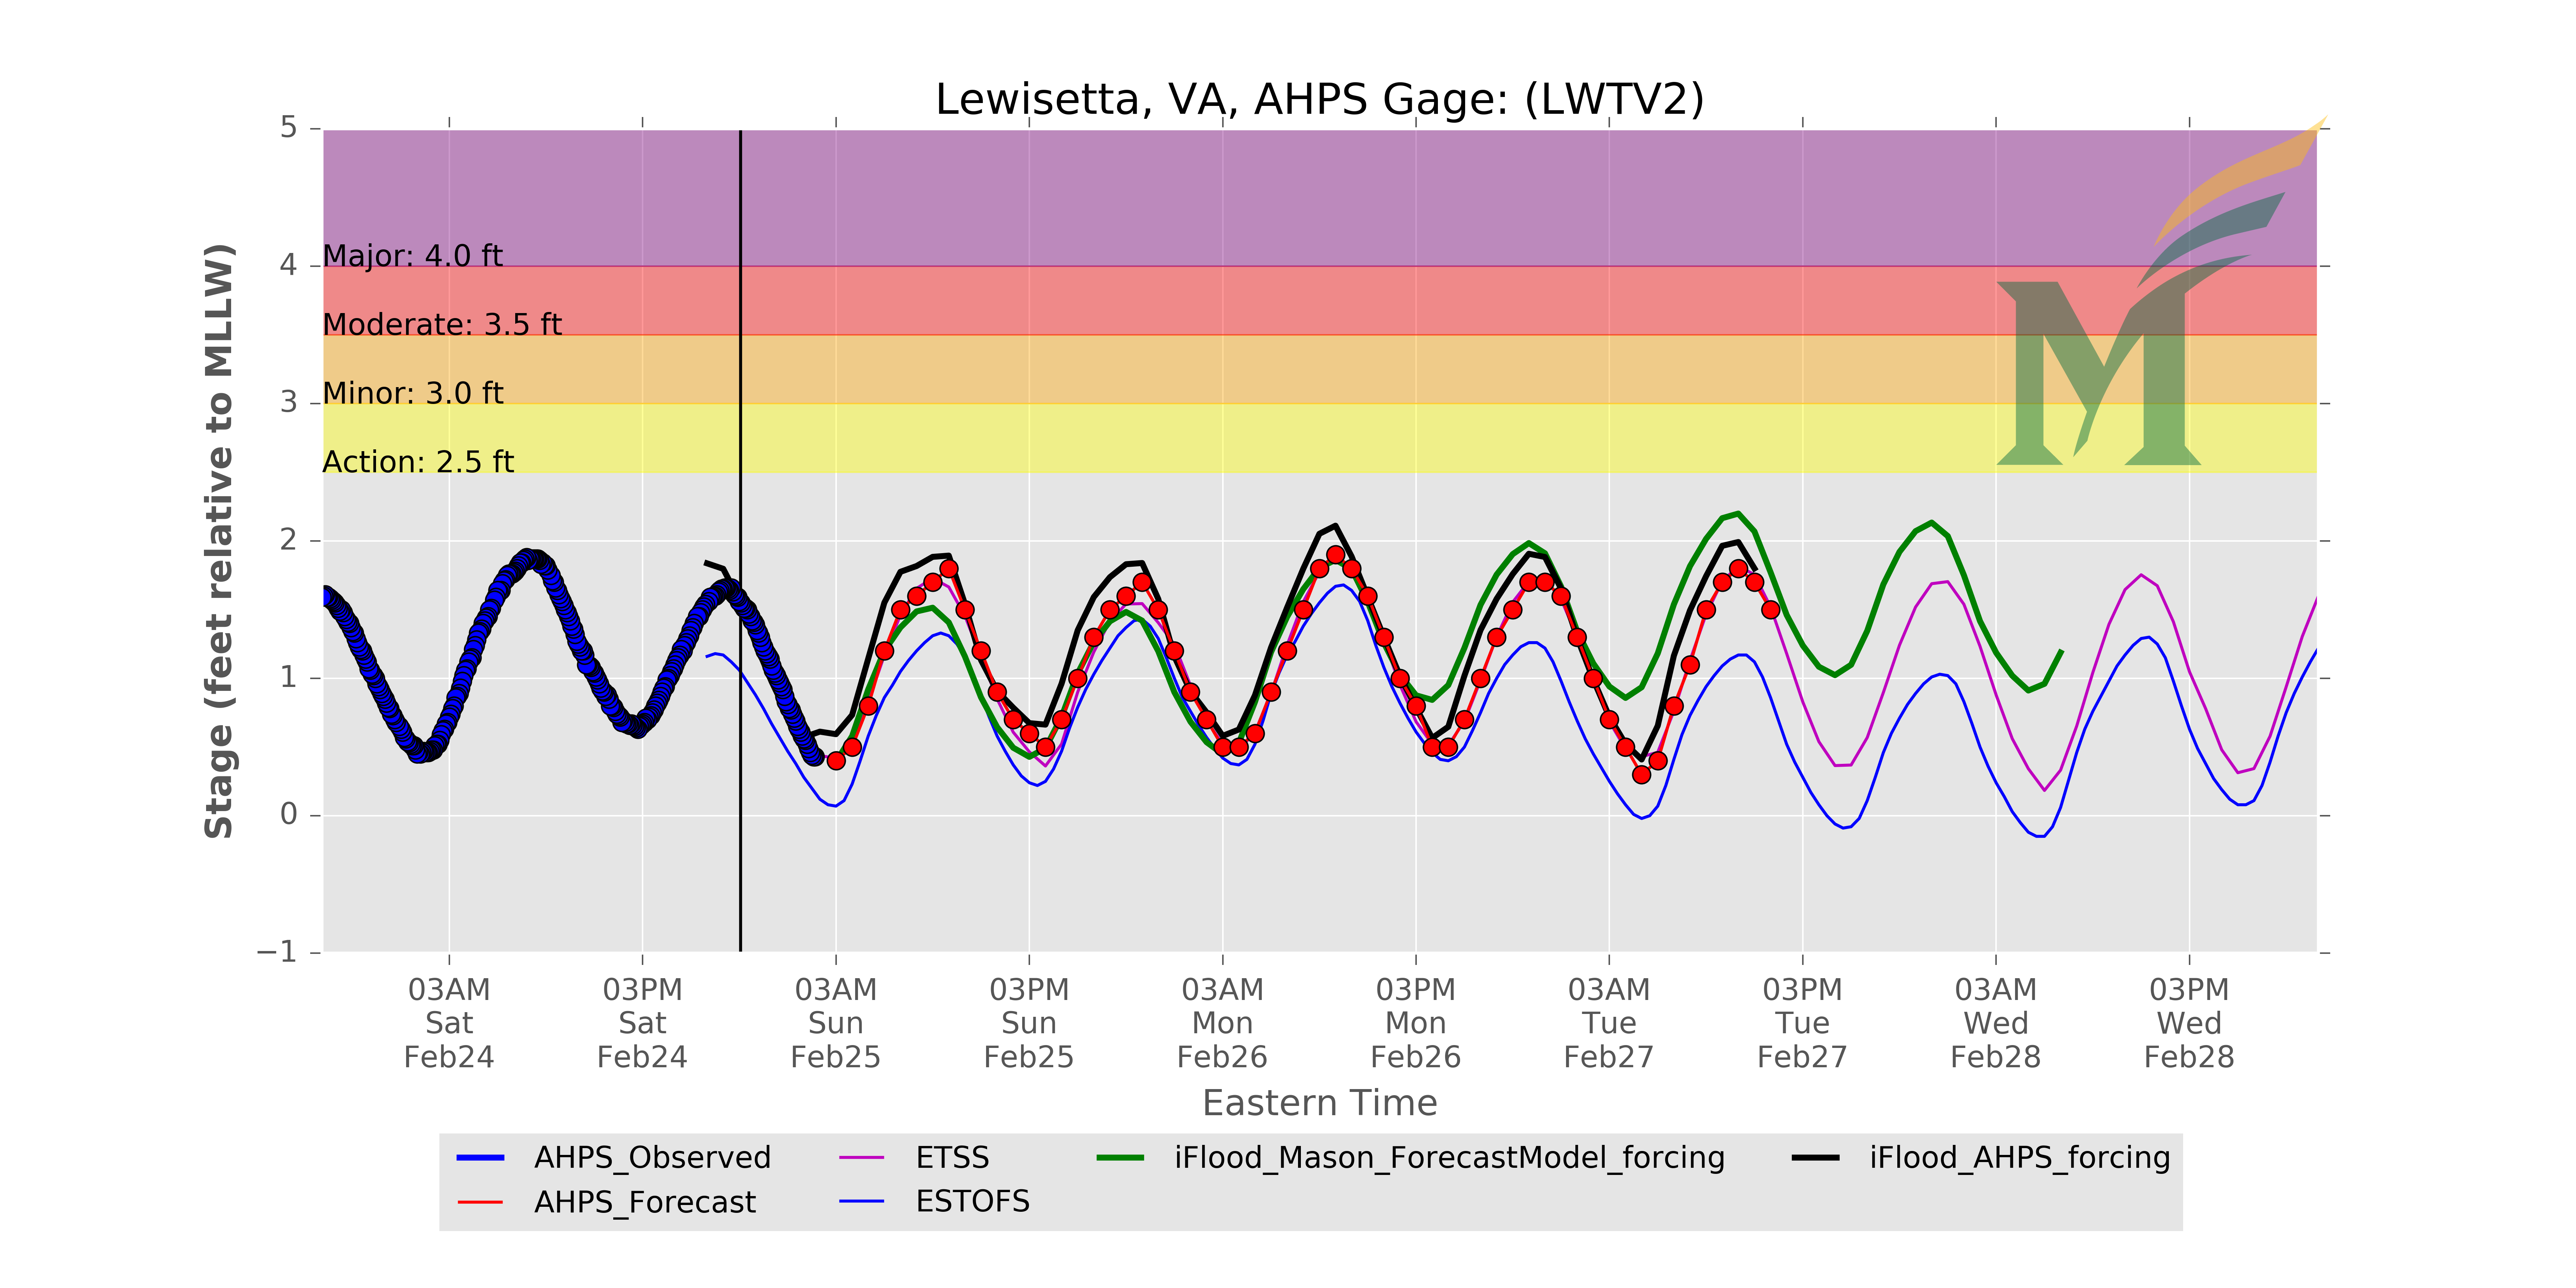 Lewisetta, VA, AHPS Gage: (LWTV2)
Stage (feet relative to MLLW)
5
4
3
2
1
0
−1
Major: 4.0 ft
Moderate: 3.5 ft
Minor: 3.0 ft
Action: 2.5 ft
03AM 03PM 03AM 03PM 03AM 03PM 03AM 03PM 03AM 03PM
Sat Sat Sun Sun Mon Mon Tue Tue Wed Wed
Feb24 Feb24 Feb25 Feb25 Feb26 Feb26 Feb27 Feb27 Feb28 Feb28
Eastern Time
AHPS_Observed ETSS iFlood_Mason_ForecastModel_forcing iFlood_AHPS_forcing
AHPS_Forecast ESTOFS
M